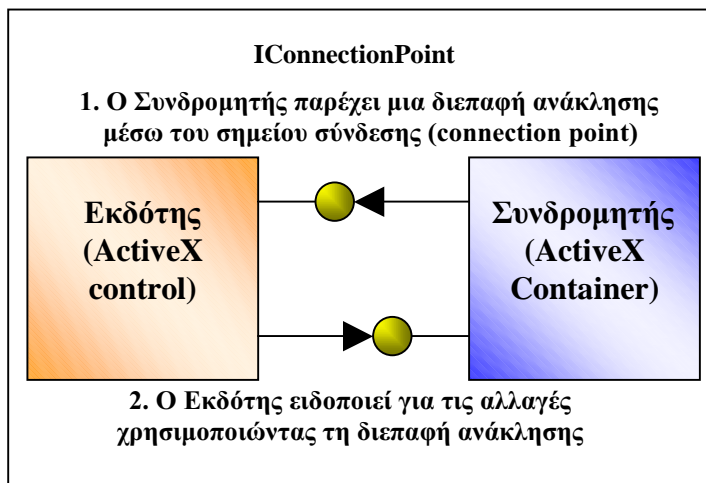 IConnectionPoint
1. Ο Συνδρομητής παρέχει μια διεπαφή ανάκλησης
μέσω του σημείου σύνδεσης (connection point)
Εκδότης
(ActiveX
control)
Συνδρομητής
(ActiveX
Container)
2. Ο Εκδότης ειδοποιεί για τις αλλαγές
χρησιμοποιώντας τη διεπαφή ανάκλησης